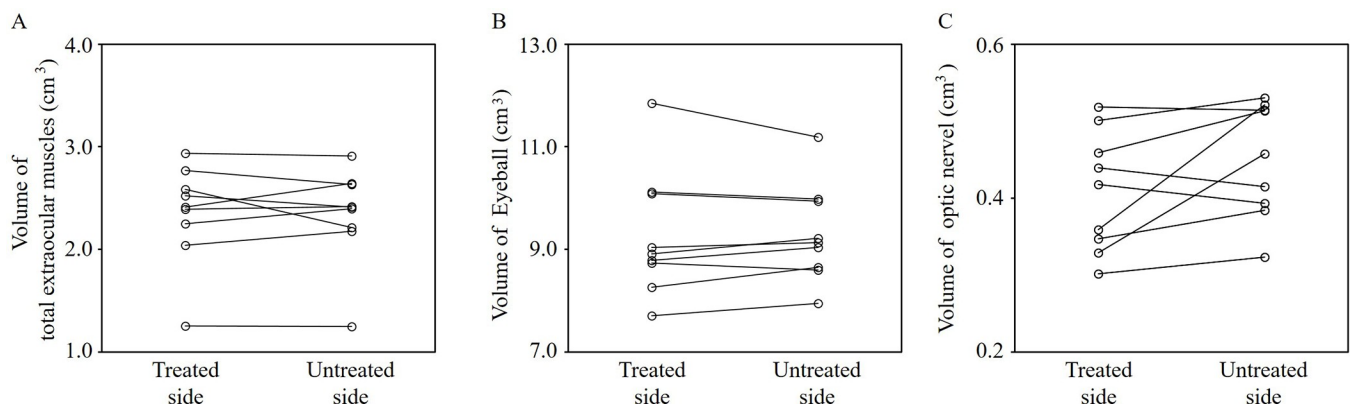 A
Volume of
total extraocular muscles (cm3)
4.0
3.0
2.0
1.0
Treated
side
Untreated
side
B
Volume of Eyeball (cm3)
13.0
11.0
9.0
7.0
Treated
side
Untreated
side
C
Volume of optic nervel (cm3)
0.6
0.4
0.2
Treated
side
Untreated
side